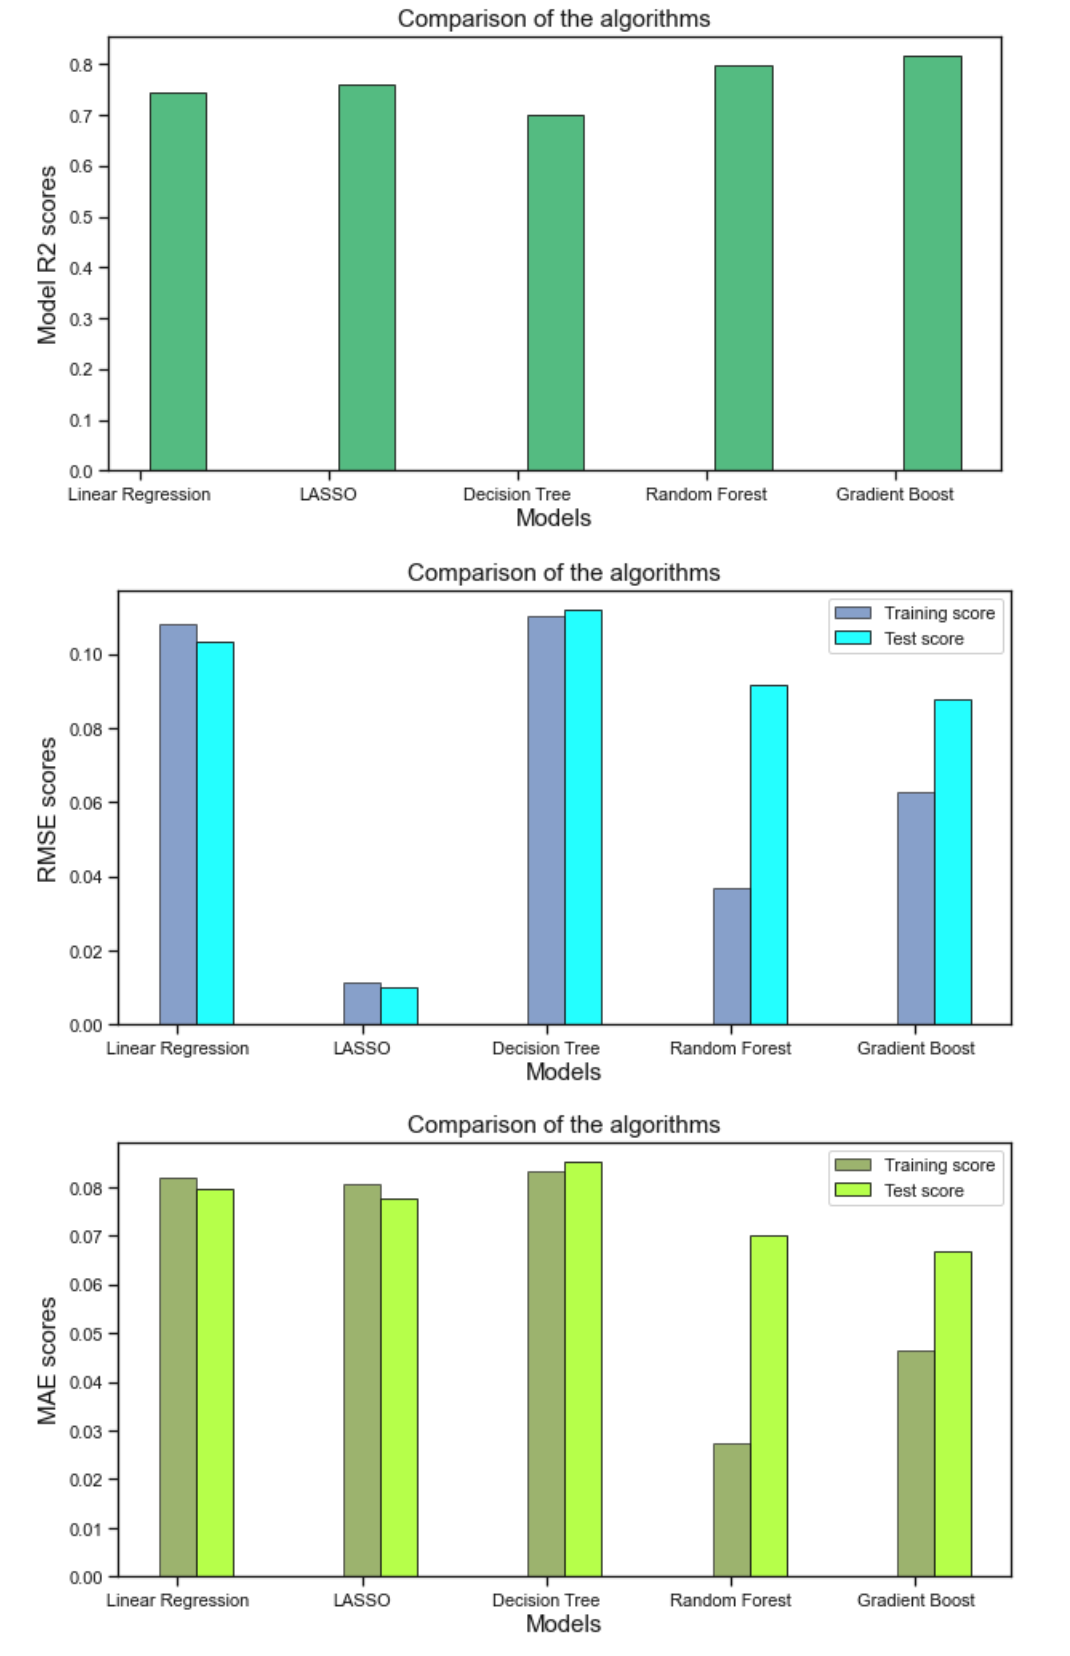 Comparison of the algorithms
Model R2 scores
0.8
0.7
0.6
0.5
0.4
0.3
0.2
0.1
0.0
Linear Regression LASSO Decision Tree Random Forest Gradient Boost
Models
Comparison of the algorithms
Training score
Test score
RMSE scores
0.10
0.08
0.06
0.04
0.02
0.00
Linear Regression LASSO Decision Tree Random Forest Gradient Boost
Models
Comparison of the algorithms
Training score
Test score
MAE scores
0.08
0.07
0.06
0.05
0.04
0.03
0.02
0.01
0.00
Linear Regression LASSO Decision Tree Random Forest Gradient Boost
Models